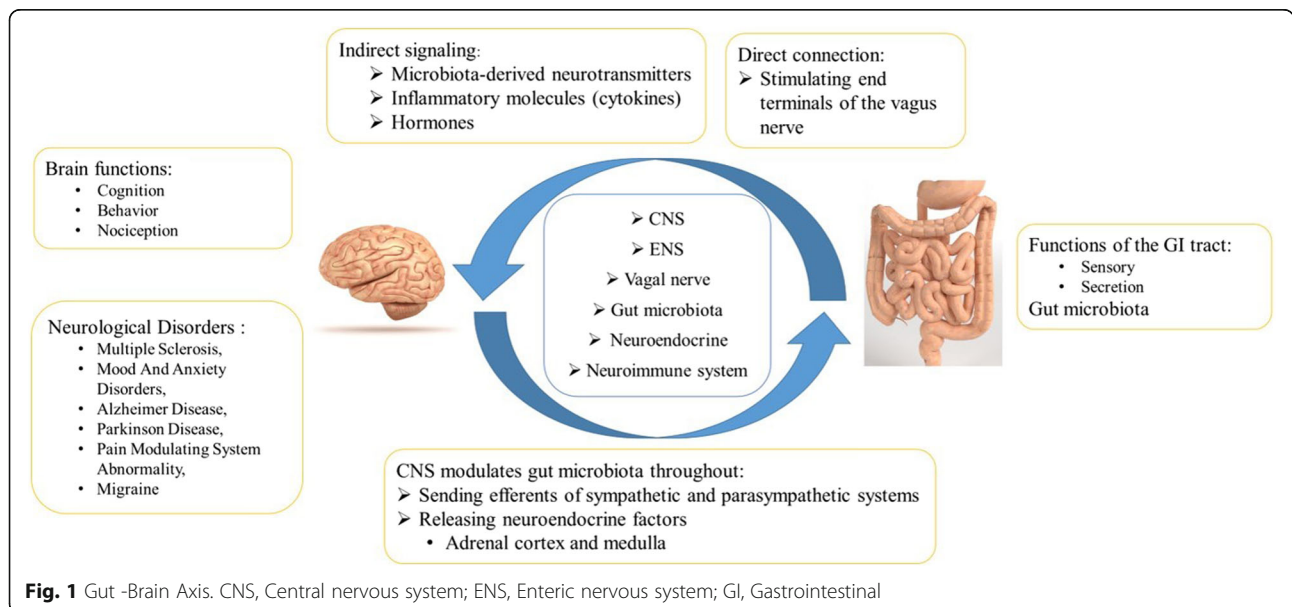 Indirect signaling:
➤ Microbiota-derived neurotransmitters
➤ Inflammatory molecules (cytokines)
➤ Hormones
Direct connection:
➤ Stimulating end
terminals of the vagus
nerve
Brain functions:
• Cognition
• Behavior
• Nociception
➤ CNS
➤ ENS
➤ Vagal nerve
➤ Gut microbiota
➤ Neuroendocrine
➤ Neuroimmune system
Functions of the GI tract:
• Sensory
• Secretion
Gut microbiota
Neurological Disorders :
• Multiple Sclerosis,
• Mood And Anxiety
Disorders,
• Alzheimer Disease,
• Parkinson Disease,
• Pain Modulating System
Abnormality,
• Migraine
CNS modulates gut microbiota throughout:
➤ Sending efferents of sympathetic and parasympathetic systems
➤ Releasing neuroendocrine factors
• Adrenal cortex and medulla
Fig. 1 Gut -Brain Axis. CNS, Central nervous system; ENS, Enteric nervous system; GI, Gastrointestinal